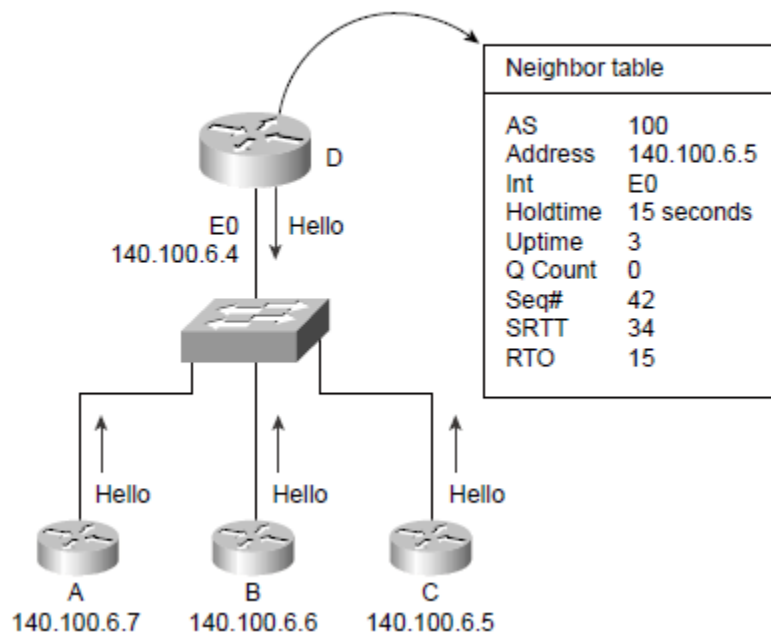 Neighbor table
AS 100
Address 140.100.6.5
Int E0
Holdtime 15 seconds
Uptime 3
Q Count 0
Seq# 42
SRTT 34
RTO 15
D
E0
140.100.6.4
Hello
Hello
Hello
Hello
A
140.100.6.7
B
140.100.6.6
C
140.100.6.5